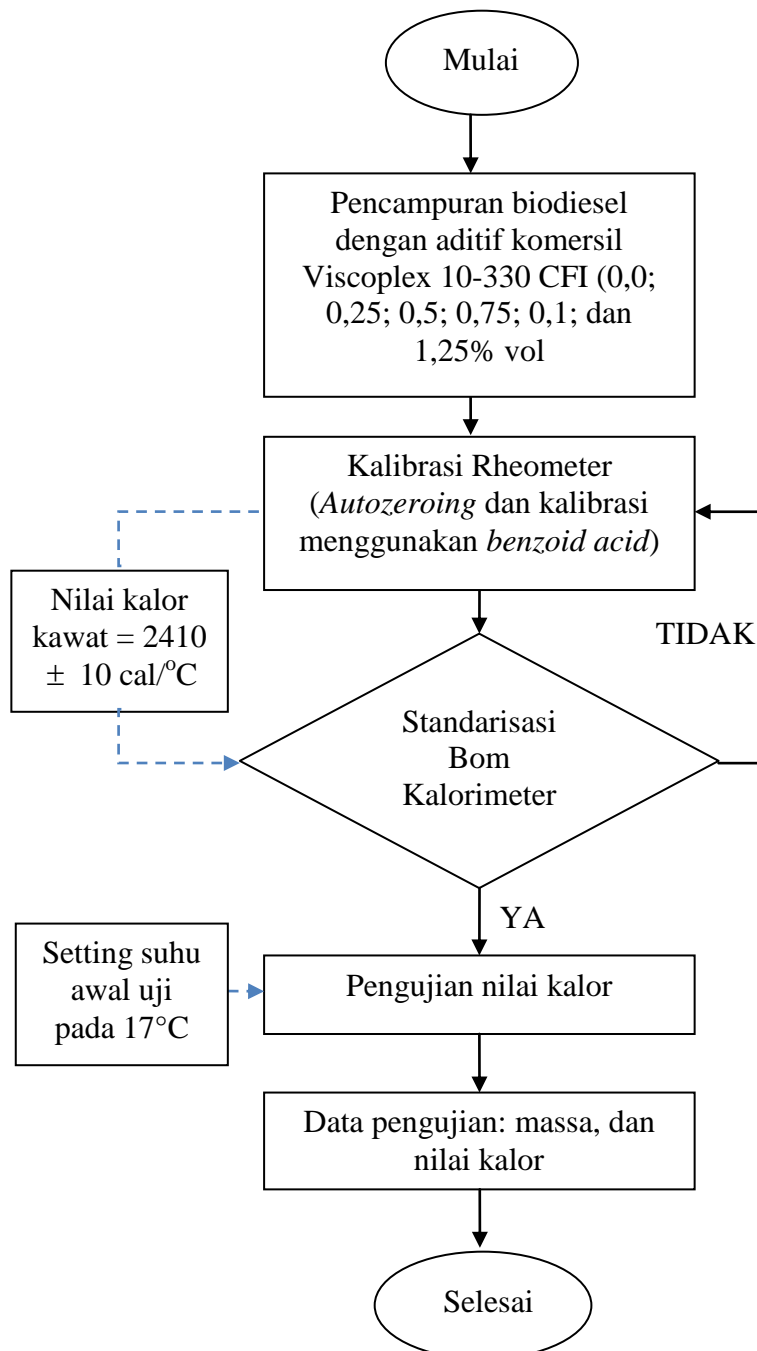 Mulai
Pencampuran biodiesel
dengan aditif komersil
Viscoplex 10-330 CFI (0,0;
0,25; 0,5; 0,75; 0,1; dan
1,25% vol
Kalibrasi Rheometer
(Autozeroing dan kalibrasi
menggunakan benzoid acid)
Nilai kalor
kawat = 2410
± 10 cal/°C
TIDAK
Standarisasi
Bom
Kalorimeter
YA
Setting suhu
awal uji
pada 17°C
Pengujian nilai kalor
Data pengujian: massa, dan
nilai kalor
Selesai